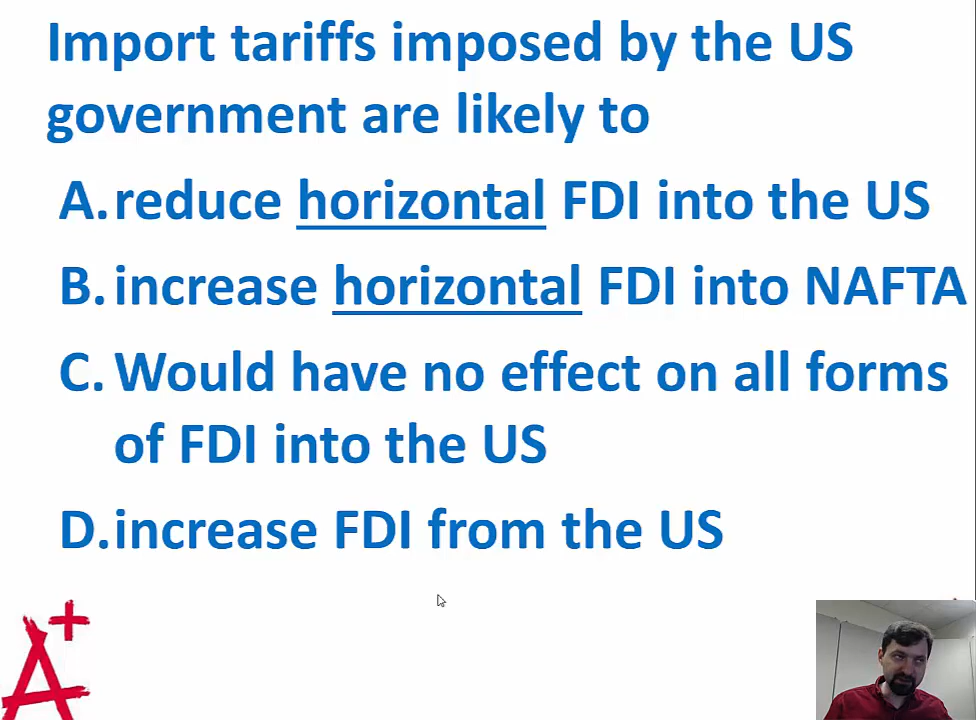 Import tariffs imposed by the US
government are likely to
A. reduce horizontal FDI into the US
B. increase horizontal FDI into NAFTA
C. Would have no effect on all forms
of FDI into the US
D. increase FDI from the US
A+